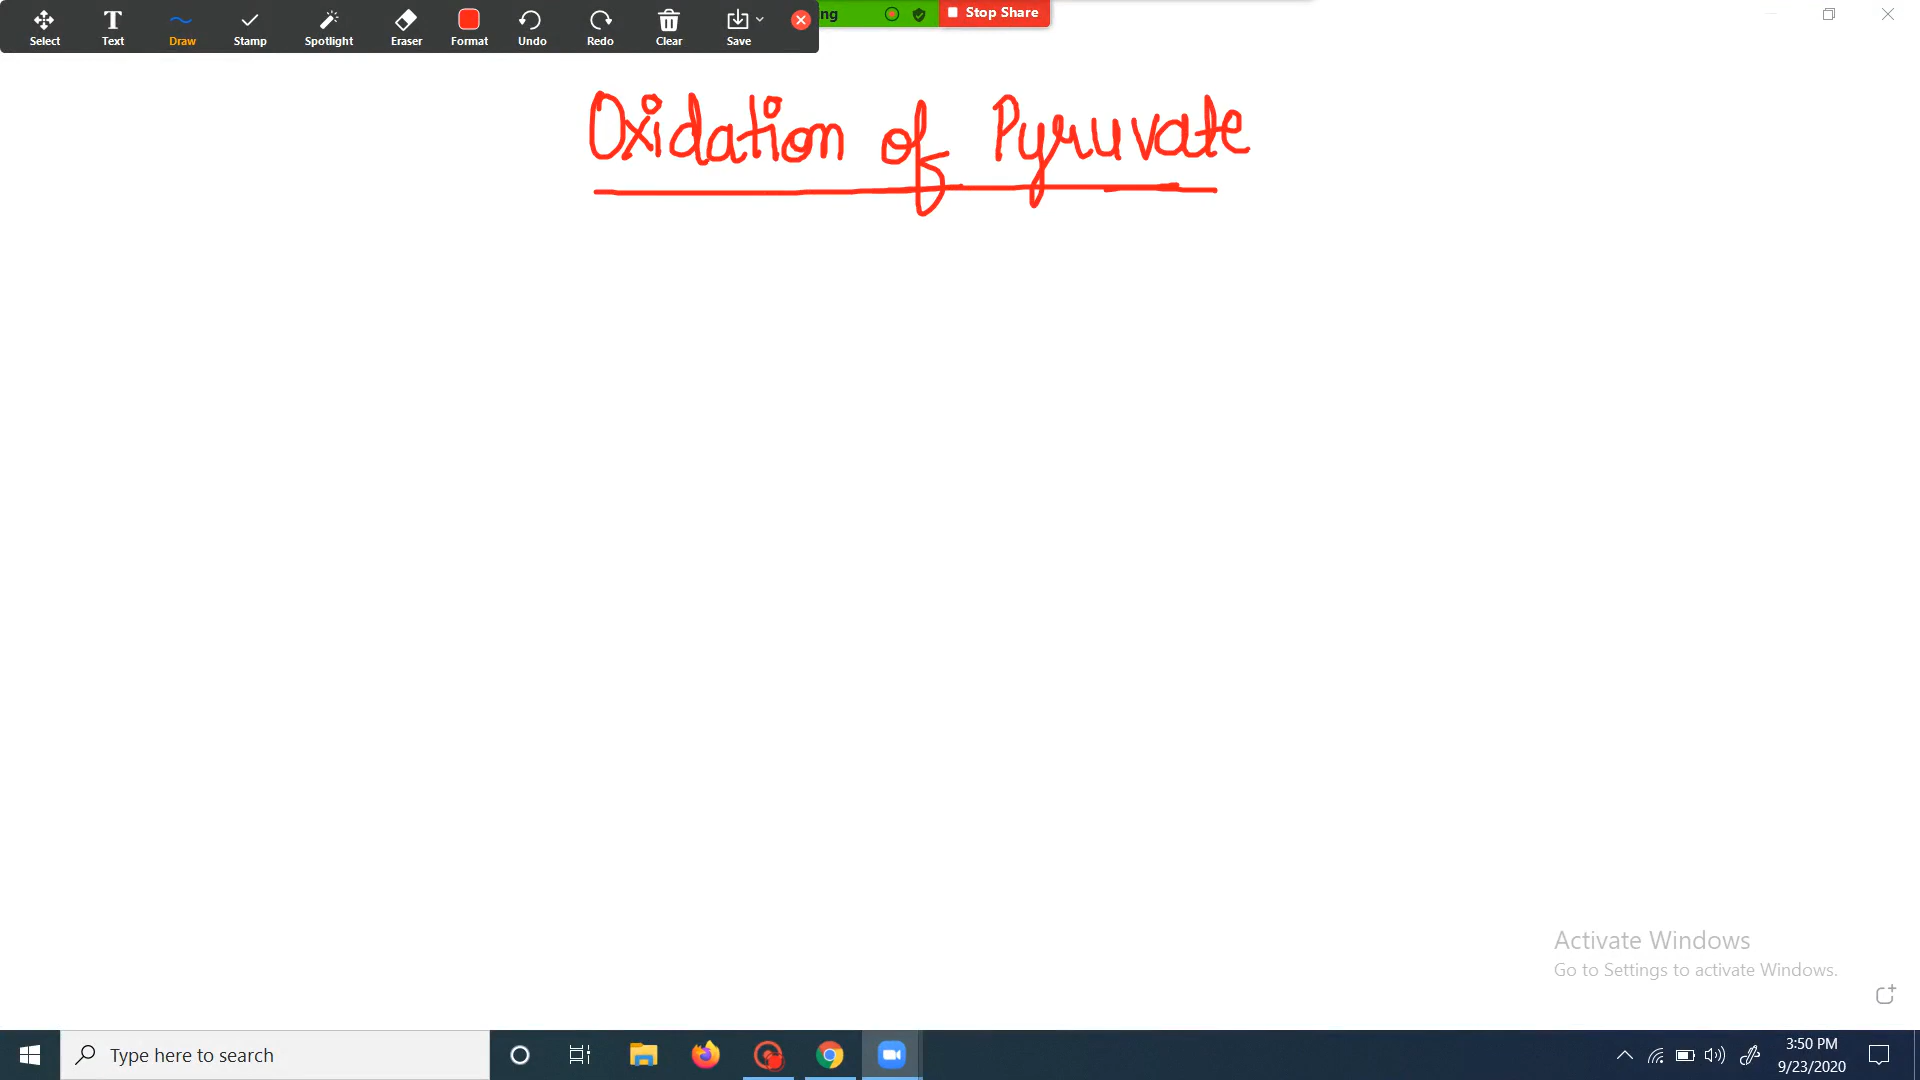 Select Text Draw Stamp Spotlight Eraser Format Undo Redo Clear Save
ng Stop Share
Oxidation of Pyruvate
Activate Windows
Go to Settings to activate Windows.
Type here to search
3:50 PM
9/23/2020